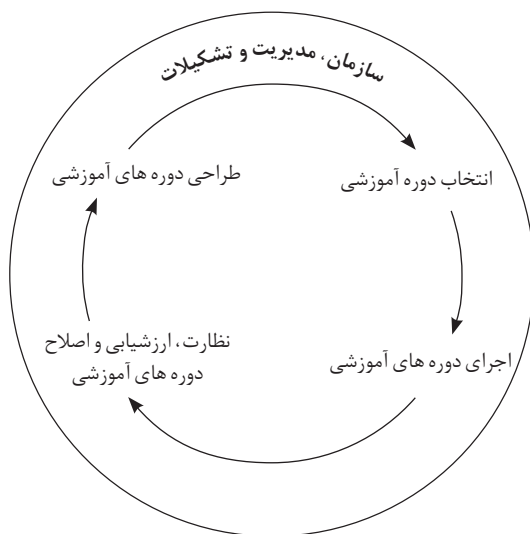 سازمان، مدیریت و تشکیلات
طراحی دوره های آموزشی
انتخاب دوره آموزشی
نظارت، ارزشیابی و اصلاح
دوره های آموزشی
اجرای دوره های آموزشی